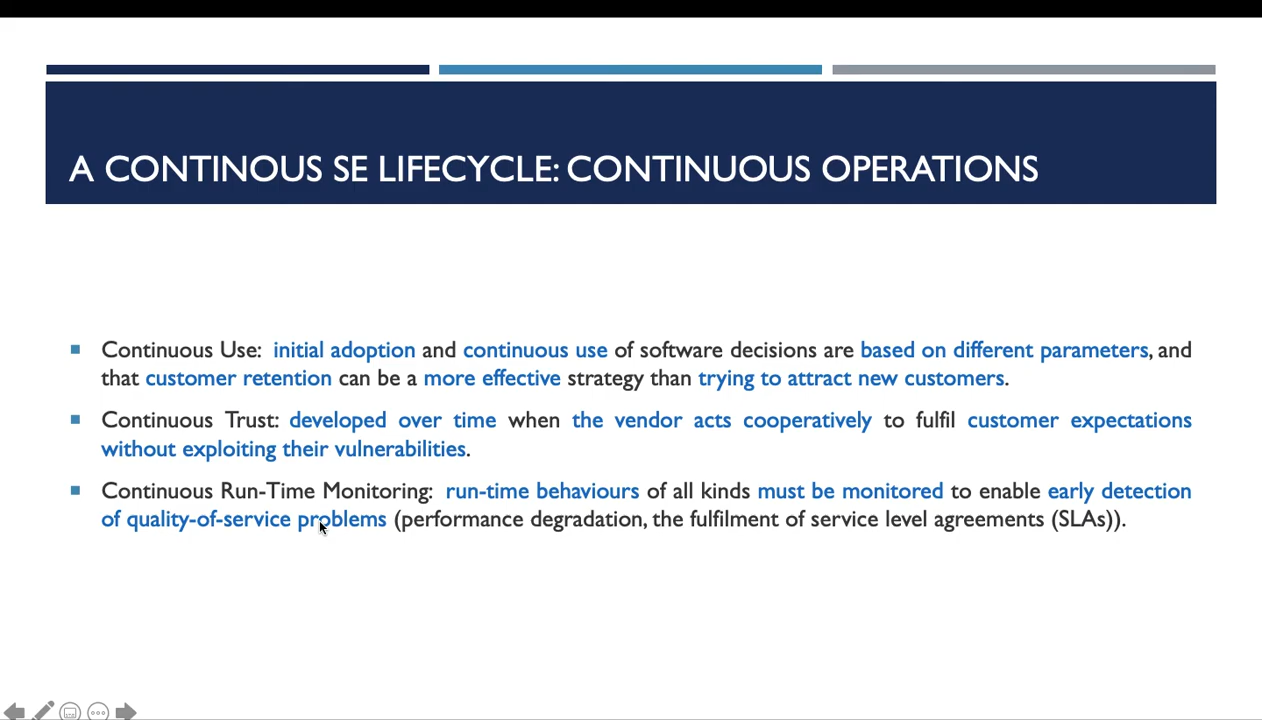 A CONTINOUS SE LIFECYCLE: CONTINUOUS OPERATIONS
Continuous Use: initial adoption and continuous use of software decisions are based on different parameters, and
that customer retention can be a more effective strategy than trying to attract new customers.
Continuous Trust: developed over time when the vendor acts cooperatively to fulfil customer expectations
without exploiting their vulnerabilities.
Continuous Run-Time Monitoring: run-time behaviours of all kinds must be monitored to enable early detection
of quality-of-service problems (performance degradation, the fulfilment of service level agreements (SLAs)).